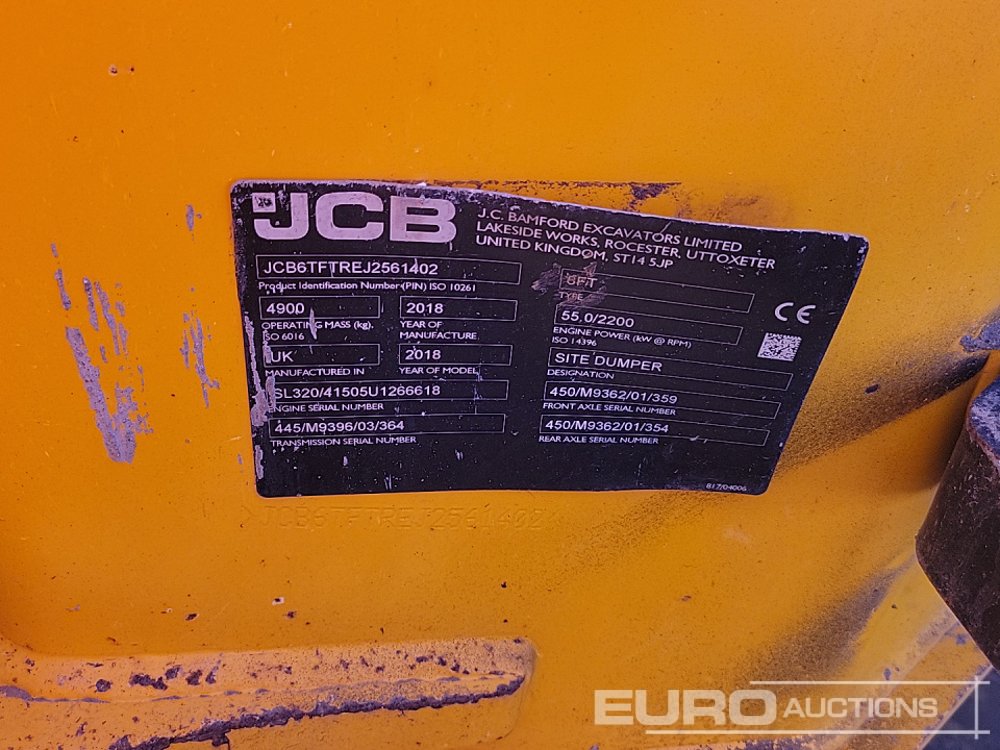 JCB
J.C. BAMFORD EXCAVATORS LIMITED
LAKESIDE WORKS, ROCESTER, UTTOXETER
UNITED KINGDOM, ST14 5JP
JCB6TFTREJ2561402
Product Identification Number (PIN) ISO 10261
4900
OPERATING MASS (kg).
ISO 6016
2018
YEAR OF
MANUFACTURE
UK
MANUFACTURED IN
2018
YEAR OF MODEL
SL320/41505U1266618
ENGINE SERIAL NUMBER
445/M9396/03/364
TRANSMISSION SERIAL NUMBER
TYPE
55.0/2200
ENGINE POWER (kW @ RPM)
ISO 14396
SITE DUMPER
DESIGNATION
450/M9362/01/359
FRONT AXLE SERIAL NUMBER
450/M9362/01/354
REAR AXLE SERIAL NUMBER
CE
817/04006
JCB6TFTREJ2561402
EURO AUCTIONS